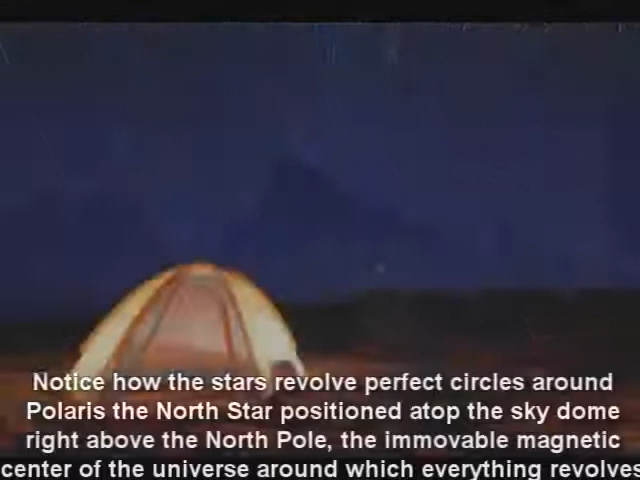 Notice how the stars revolve perfect circles around
Polaris the North Star positioned atop the sky dome
right above the North Pole, the immovable magnetic
center of the universe around which everything revolves